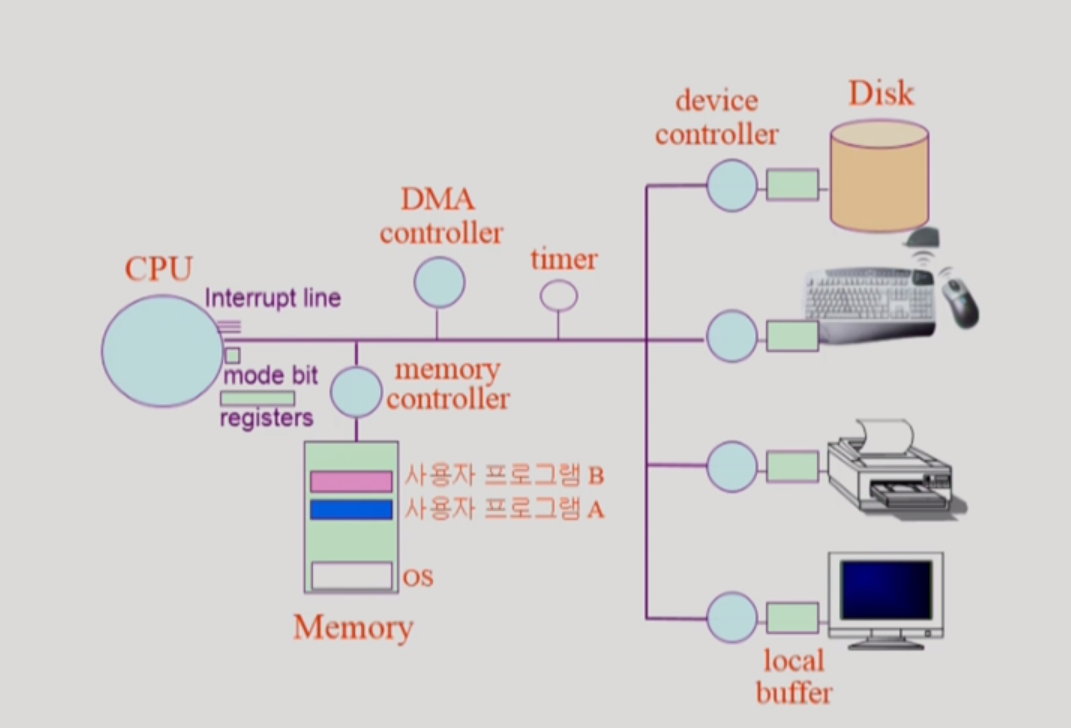 device
controller
Disk
DMA
controller
timer
CPU
Interrupt line
mode bit
registers
memory
controller
사용자 프로그램 B
사용자 프로그램 A
OS
Memory
local
buffer